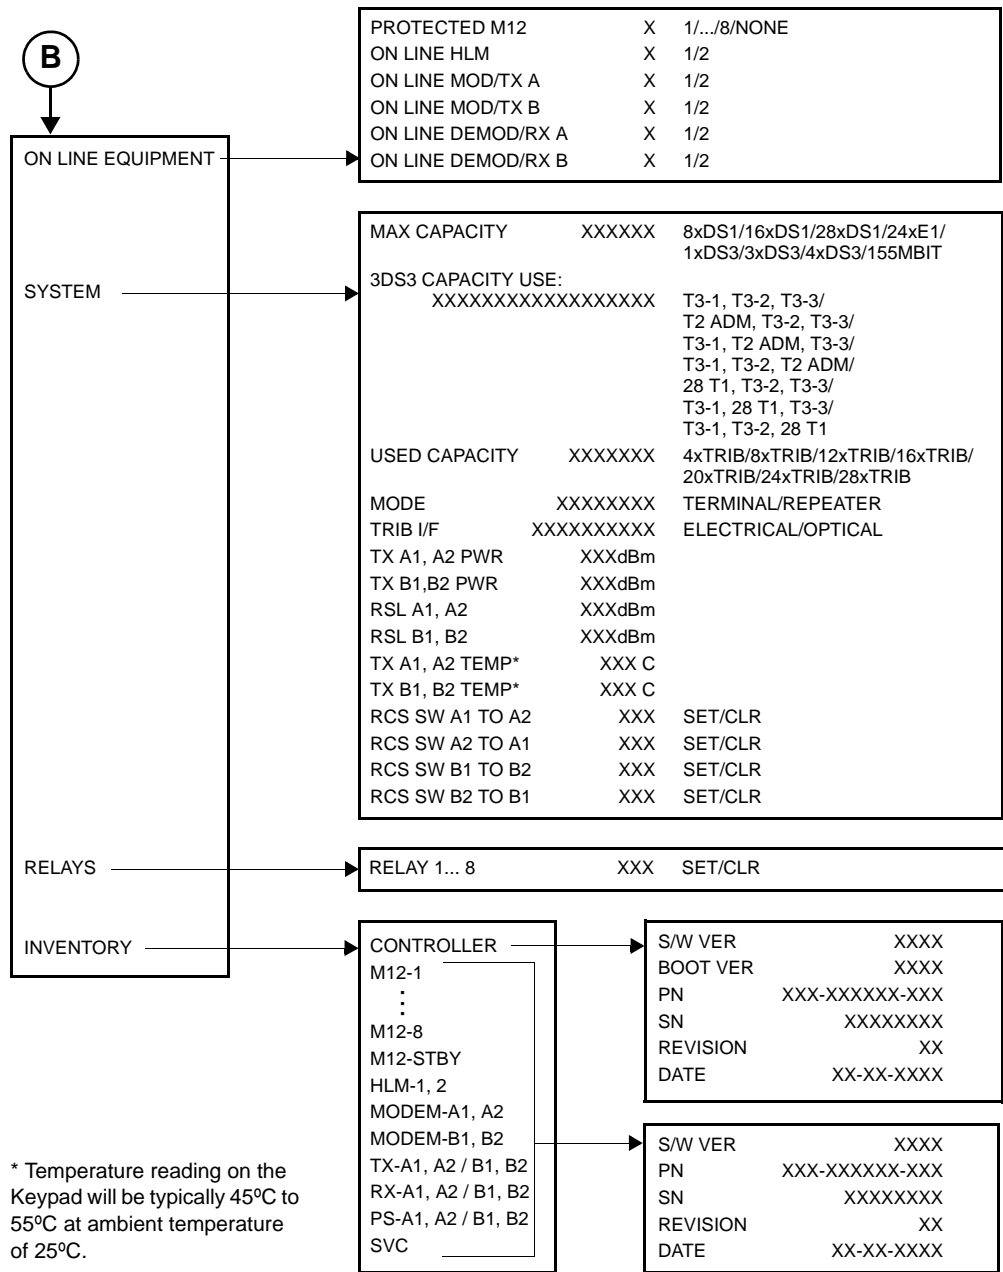 B
ON LINE EQUIPMENT
PROTECTED M12 X 1/.../8/NONE
ON LINE HLM X 1/2
ON LINE MOD/TX A X 1/2
ON LINE MOD/TX B X 1/2
ON LINE DEMOD/RX A X 1/2
ON LINE DEMOD/RX B X 1/2
SYSTEM
MAX CAPACITY XXXXXX 8xDS1/16xDS1/28xDS1/24xE1/
1xDS3/3xDS3/4xDS3/155MBIT
3DS3 CAPACITY USE:
XXXXXXXXXXXXXXXXXX T3-1, T3-2, T3-3/
T2 ADM, T3-2, T3-3/
T3-1, T2 ADM, T3-3/
T3-1, T3-2, T2 ADM/
28 T1, T3-2, T3-3/
T3-1, 28 T1, T3-3/
T3-1, T3-2, 28 T1
USED CAPACITY XXXXXXX 4xTRIB/8xTRIB/12xTRIB/16xTRIB/
20xTRIB/24xTRIB/28xTRIB
MODE XXXXXXXX TERMINAL/REPEATER
TRIB I/F XXXXXXXXXX ELECTRICAL/OPTICAL
TX A1, A2 PWR XXXdBm
TX B1,B2 PWR XXXdBm
RSL A1, A2 XXXdBm
RSL B1, B2 XXXdBm
TX A1, A2 TEMP* XXX C
TX B1, B2 TEMP* XXX C
RCS SW A1 TO A2 XXX SET/CLR
RCS SW A2 TO A1 XXX SET/CLR
RCS SW B1 TO B2 XXX SET/CLR
RCS SW B2 TO B1 XXX SET/CLR
RELAYS
RELAY 1... 8 XXX SET/CLR
INVENTORY
CONTROLLER
M12-1
⋮
M12-8
M12-STBY
HLM-1, 2
MODEM-A1, A2
MODEM-B1, B2
TX-A1, A2 / B1, B2
RX-A1, A2 / B1, B2
PS-A1, A2 / B1, B2
SVC
S/W VER XXXX
BOOT VER XXXX
PN XXX-XXXXXX-XXX
SN XXXXXXXX
REVISION XX
DATE XX-XX-XXXX
S/W VER XXXX
PN XXX-XXXXXX-XXX
SN XXXXXXXX
REVISION XX
DATE XX-XX-XXXX
* Temperature reading on the
Keypad will be typically 45ºC to
55ºC at ambient temperature
of 25ºC.